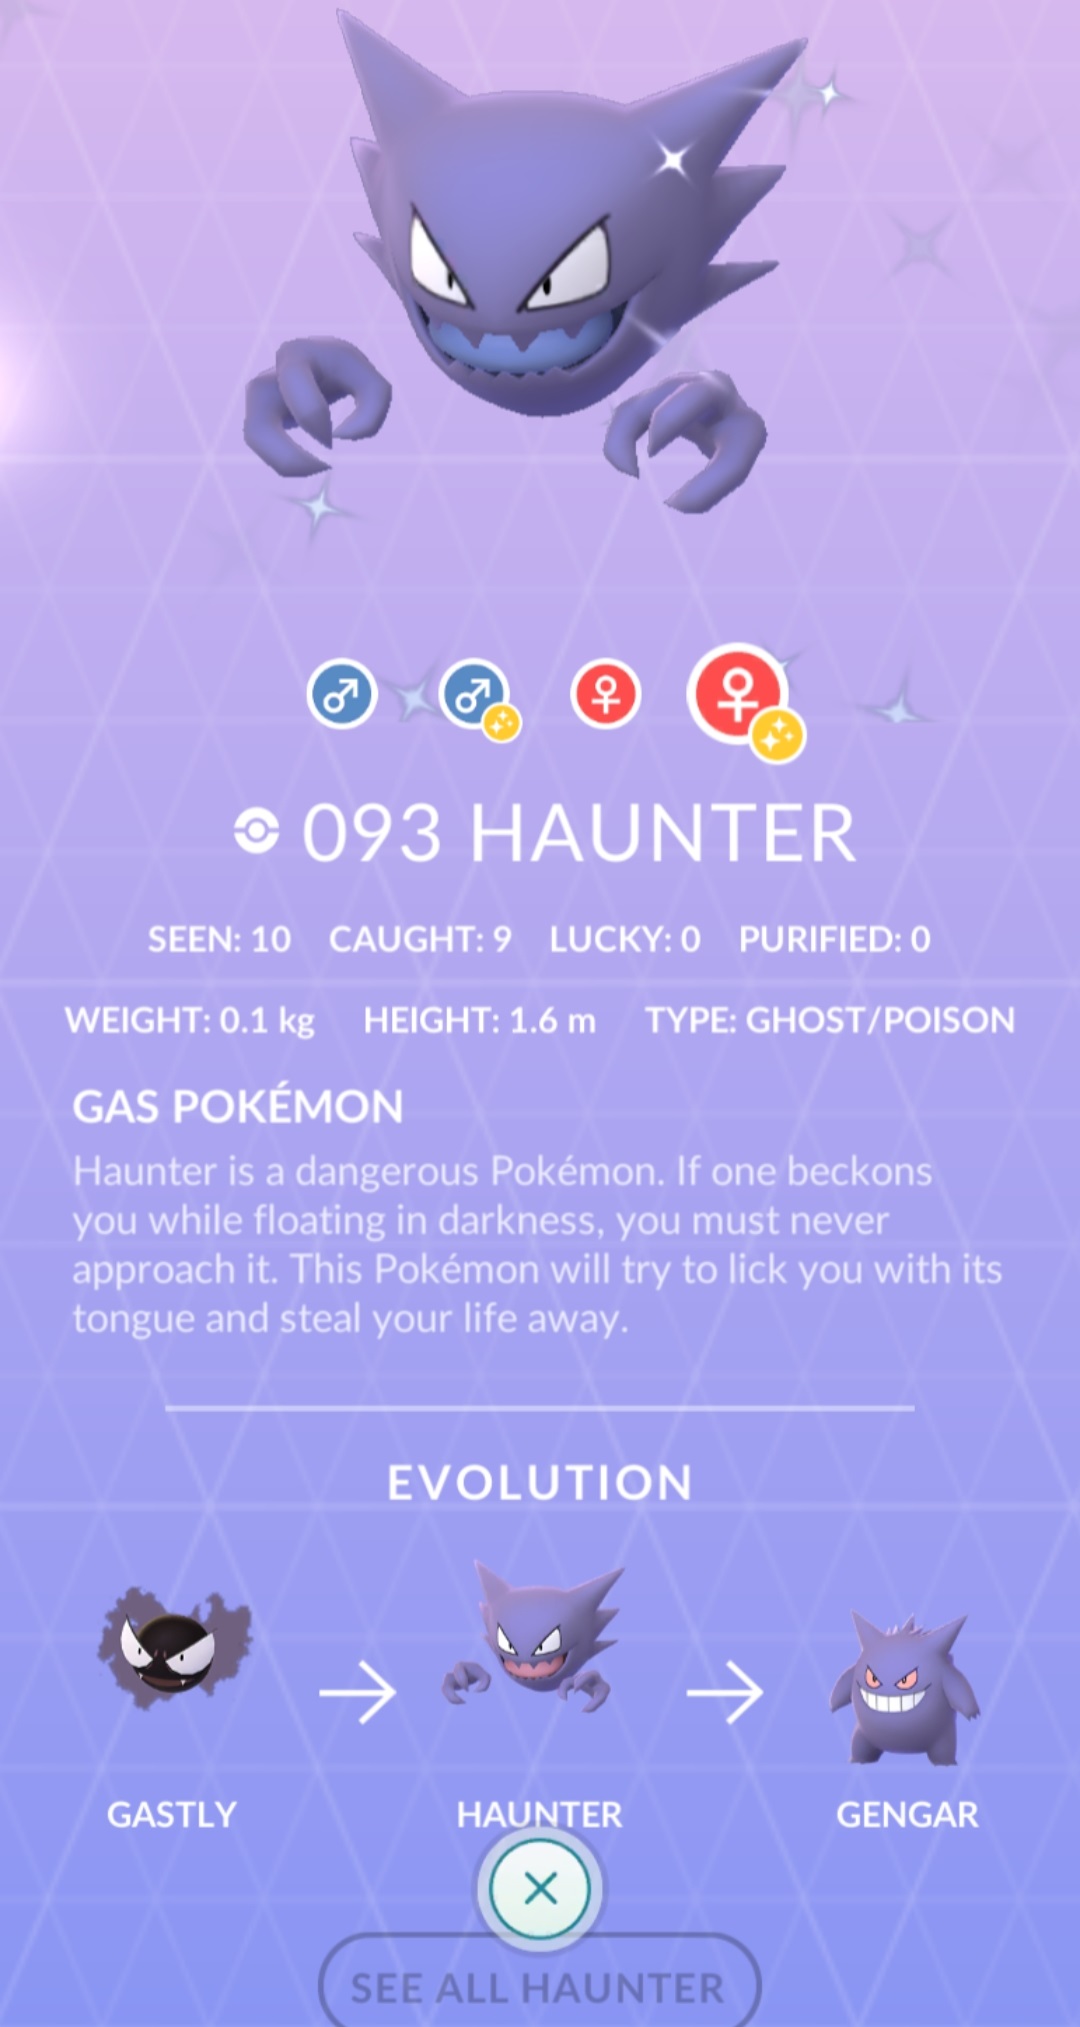 093 HAUNTER
SEEN: 10 CAUGHT: 9 LUCKY: 0 PURIFIED: 0
WEIGHT: 0.1 kg HEIGHT: 1.6 m TYPE: GHOST/POISON
GAS POKÉMON
Haunter is a dangerous Pokémon. If one beckons
you while floating in darkness, you must never
approach it. This Pokémon will try to lick you with its
tongue and steal your life away.
EVOLUTION
GASTLY HAUNTER GENGAR
SEE ALL HAUNTER